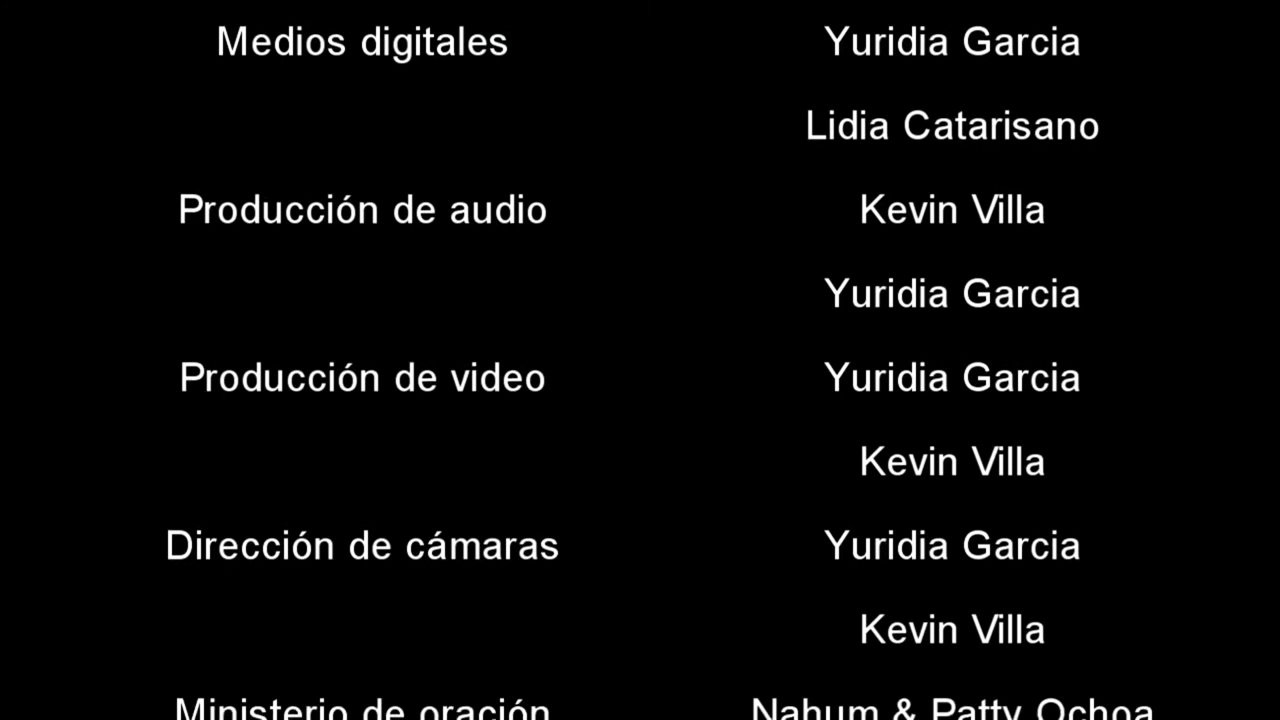 Medios digitales Yuridia Garcia
Lidia Catarisano
Producción de audio Kevin Villa
Yuridia Garcia
Producción de video Yuridia Garcia
Kevin Villa
Dirección de cámaras Yuridia Garcia
Kevin Villa
Ministerio de oración Nahum & Patty Ochoa